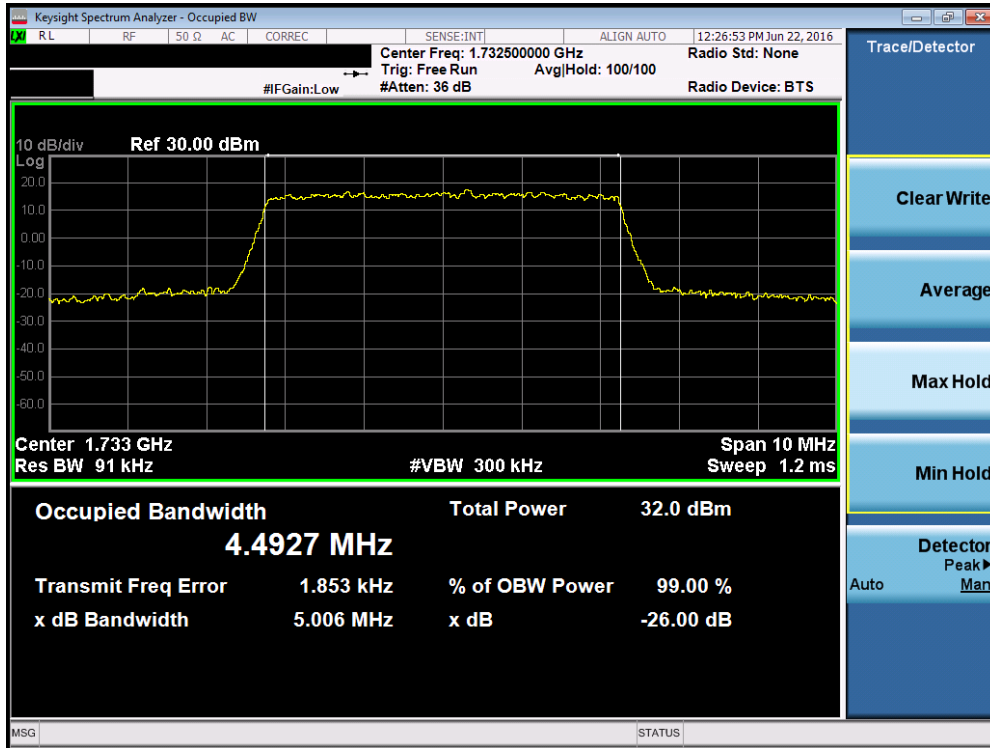 Keysight Spectrum Analyzer - Occupied BW
LXI RL RF 50 Ω AC CORREC SENSE:INT ALIGN AUTO 12:26:53 PM Jun 22, 2016
Center Freq: 1.732500000 GHz Radio Std: None
Trig: Free Run Avg|Hold: 100/100
#IFGain:Low #Atten: 36 dB Radio Device: BTS
10 dB/div Ref 30.00 dBm
Log
20.0
10.0
0.00
-10.0
-20.0
-30.0
-40.0
-50.0
-60.0
Center 1.733 GHz Span 10 MHz
Res BW 91 kHz #VBW 300 kHz Sweep 1.2 ms
Occupied Bandwidth Total Power 32.0 dBm
4.4927 MHz
Transmit Freq Error 1.853 kHz % of OBW Power 99.00 %
x dB Bandwidth 5.006 MHz x dB -26.00 dB
MSG STATUS
Trace/Detector
Clear Write
Average
Max Hold
Min Hold
Detector
Peak▶
Auto Man